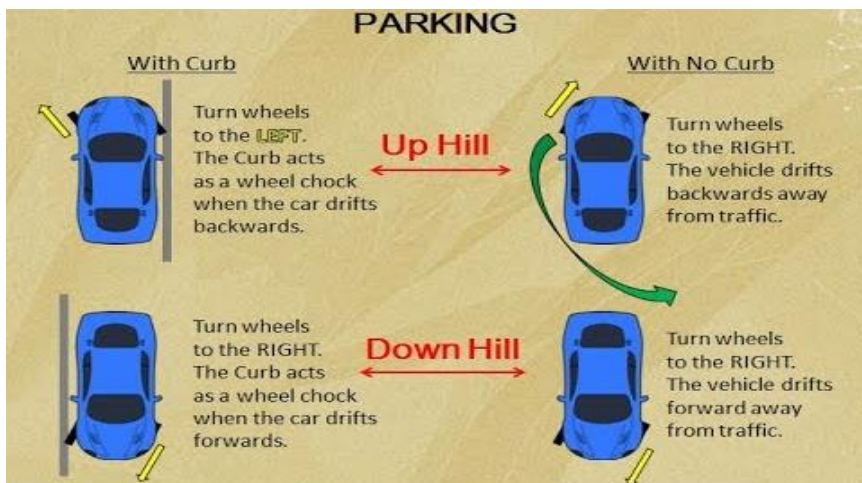 PARKING
With Curb
Turn wheels
to the LEFT.
The Curb acts
as a wheel chock
when the car drifts
backwards.
Up Hill
With No Curb
Turn wheels
to the RIGHT.
The vehicle drifts
backwards away
from traffic.
Turn wheels
to the RIGHT.
The Curb acts
as a wheel chock
when the car drifts
forwards.
Down Hill
Turn wheels
to the RIGHT.
The vehicle drifts
forward away
from traffic.